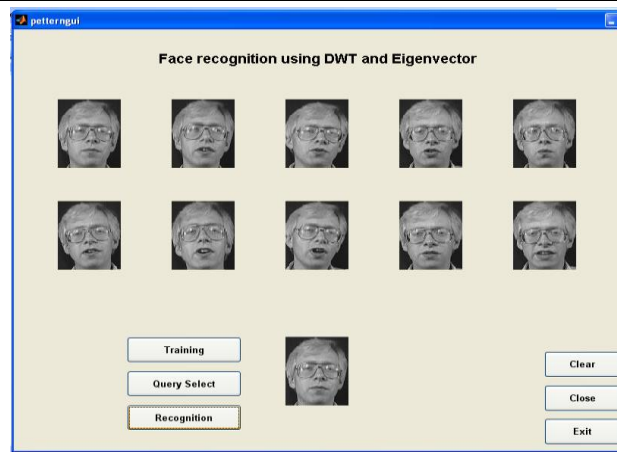 petterngui
Face recognition using DWT and Eigenvector
Training
Query Select
Recognition
Clear
Close
Exit